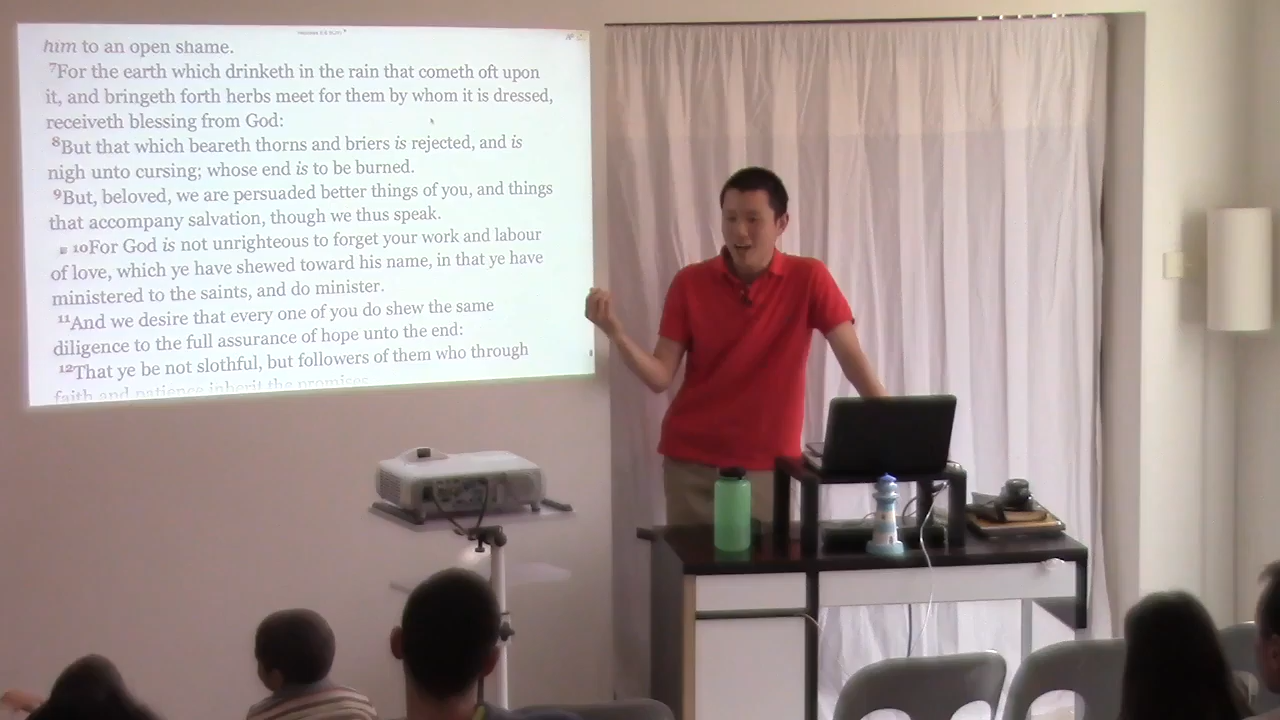 him to an open shame.
⁷For the earth which drinketh in the rain that cometh oft upon
it, and bringeth forth herbs meet for them by whom it is dressed,
receiveth blessing from God:
⁸But that which beareth thorns and briers is rejected, and is
nigh unto cursing; whose end is to be burned.
⁹But, beloved, we are persuaded better things of you, and things
that accompany salvation, though we thus speak.
¹⁰For God is not unrighteous to forget your work and labour
of love, which ye have shewed toward his name, in that ye have
ministered to the saints, and do minister.
¹¹And we desire that every one of you do shew the same
diligence to the full assurance of hope unto the end:
¹²That ye be not slothful, but followers of them who through
faith and patience inherit the promises